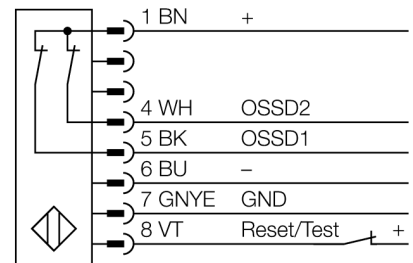 1 BN +
4 WH OSSD2
5 BK OSSD1
6 BU –
7 GNYE GND
8 VT Reset/Test +